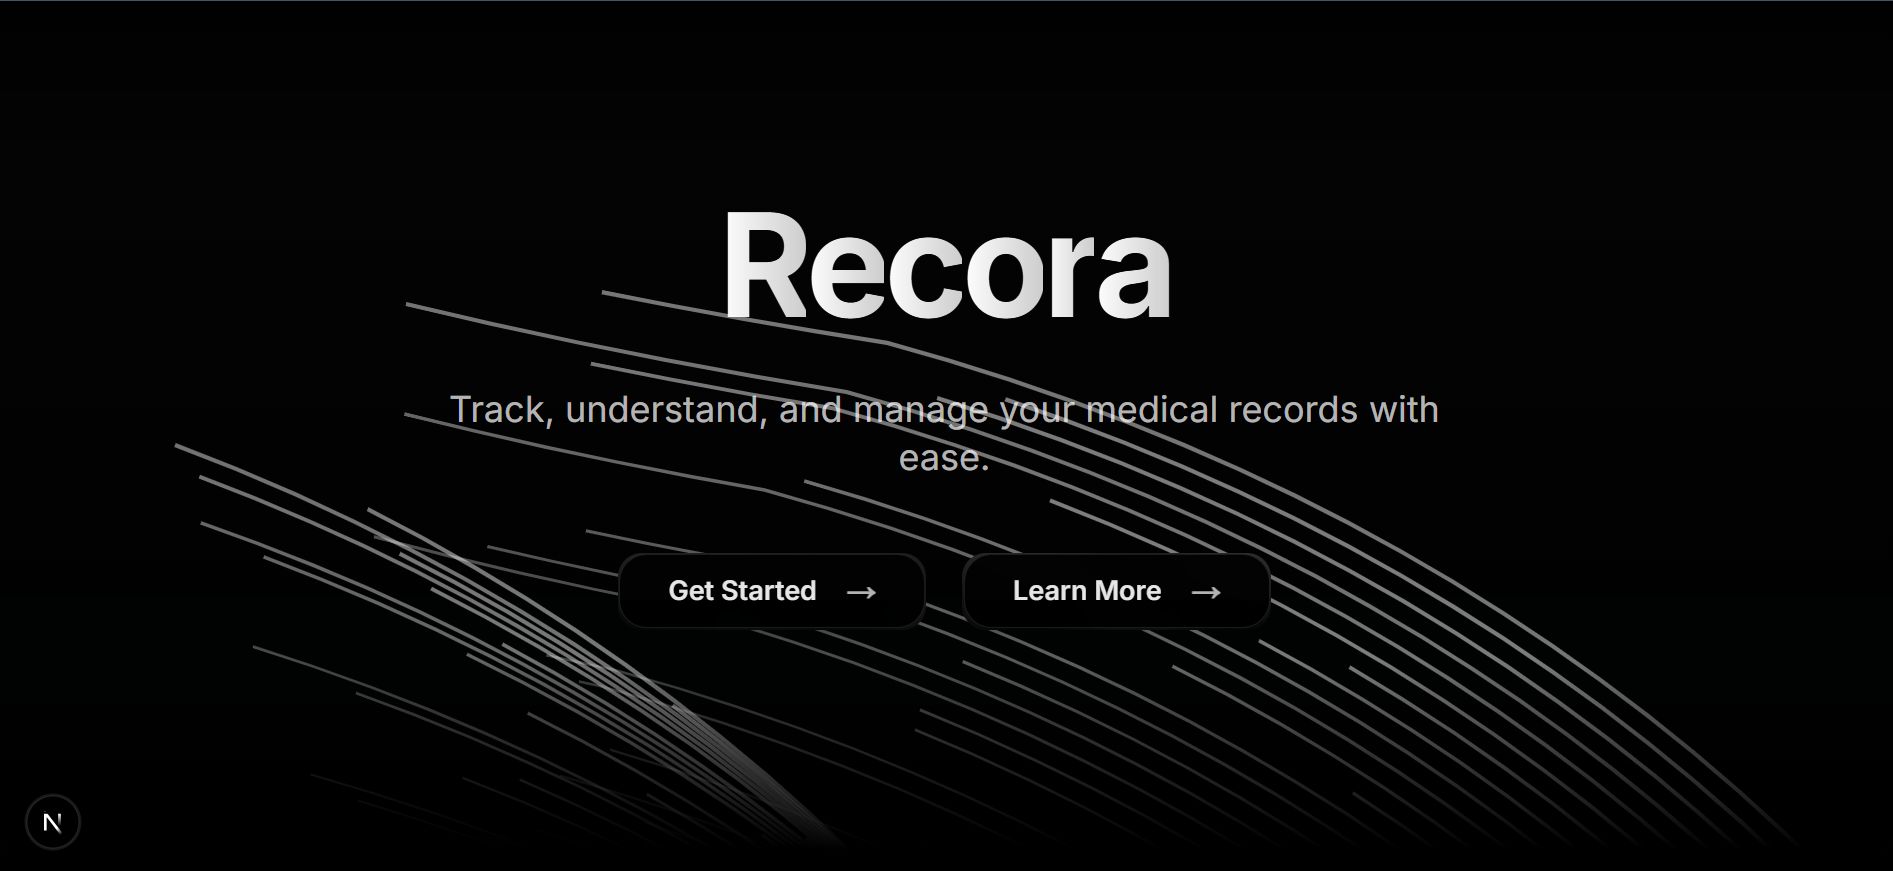 Recora
Track, understand, and manage your medical records with
ease.
Get Started →
Learn More →
N